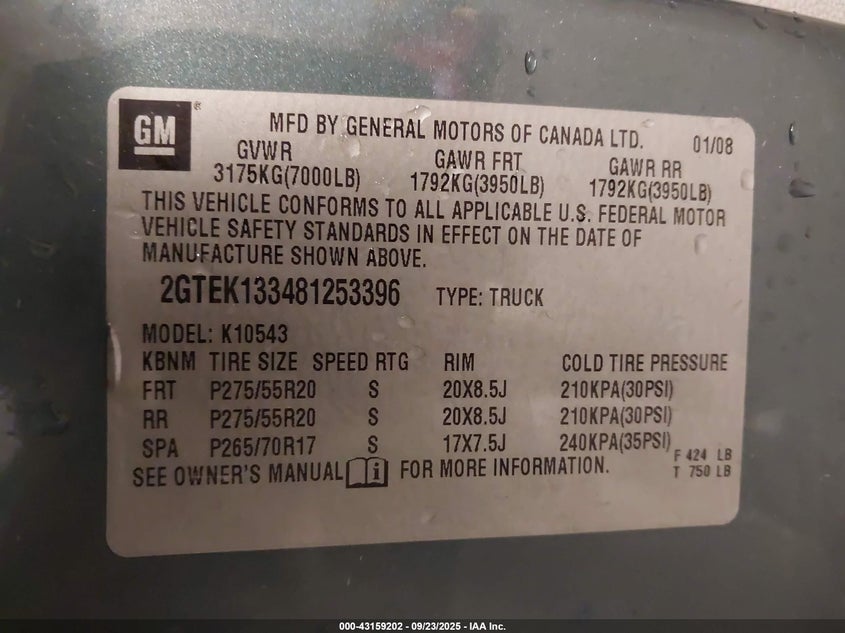 GM ®
MFD BY GENERAL MOTORS OF CANADA LTD. 01/08
GVWR GAWR FRT GAWR RR
3175KG(7000LB) 1792KG(3950LB) 1792KG(3950LB)
THIS VEHICLE CONFORMS TO ALL APPLICABLE U.S. FEDERAL MOTOR
VEHICLE SAFETY STANDARDS IN EFFECT ON THE DATE OF
MANUFACTURE SHOWN ABOVE.
2GTEK133481253396 TYPE: TRUCK
MODEL: K10543
KBNM TIRE SIZE SPEED RTG RIM COLD TIRE PRESSURE
FRT P275/55R20 S 20X8.5J 210KPA(30PSI)
RR P275/55R20 S 20X8.5J 210KPA(30PSI)
SPA P265/70R17 S 17X7.5J 240KPA(35PSI) F 424 LB
SEE OWNER'S MANUAL i FOR MORE INFORMATION. T 750 LB
000-43159202 - 09/23/2025 - IAA Inc.